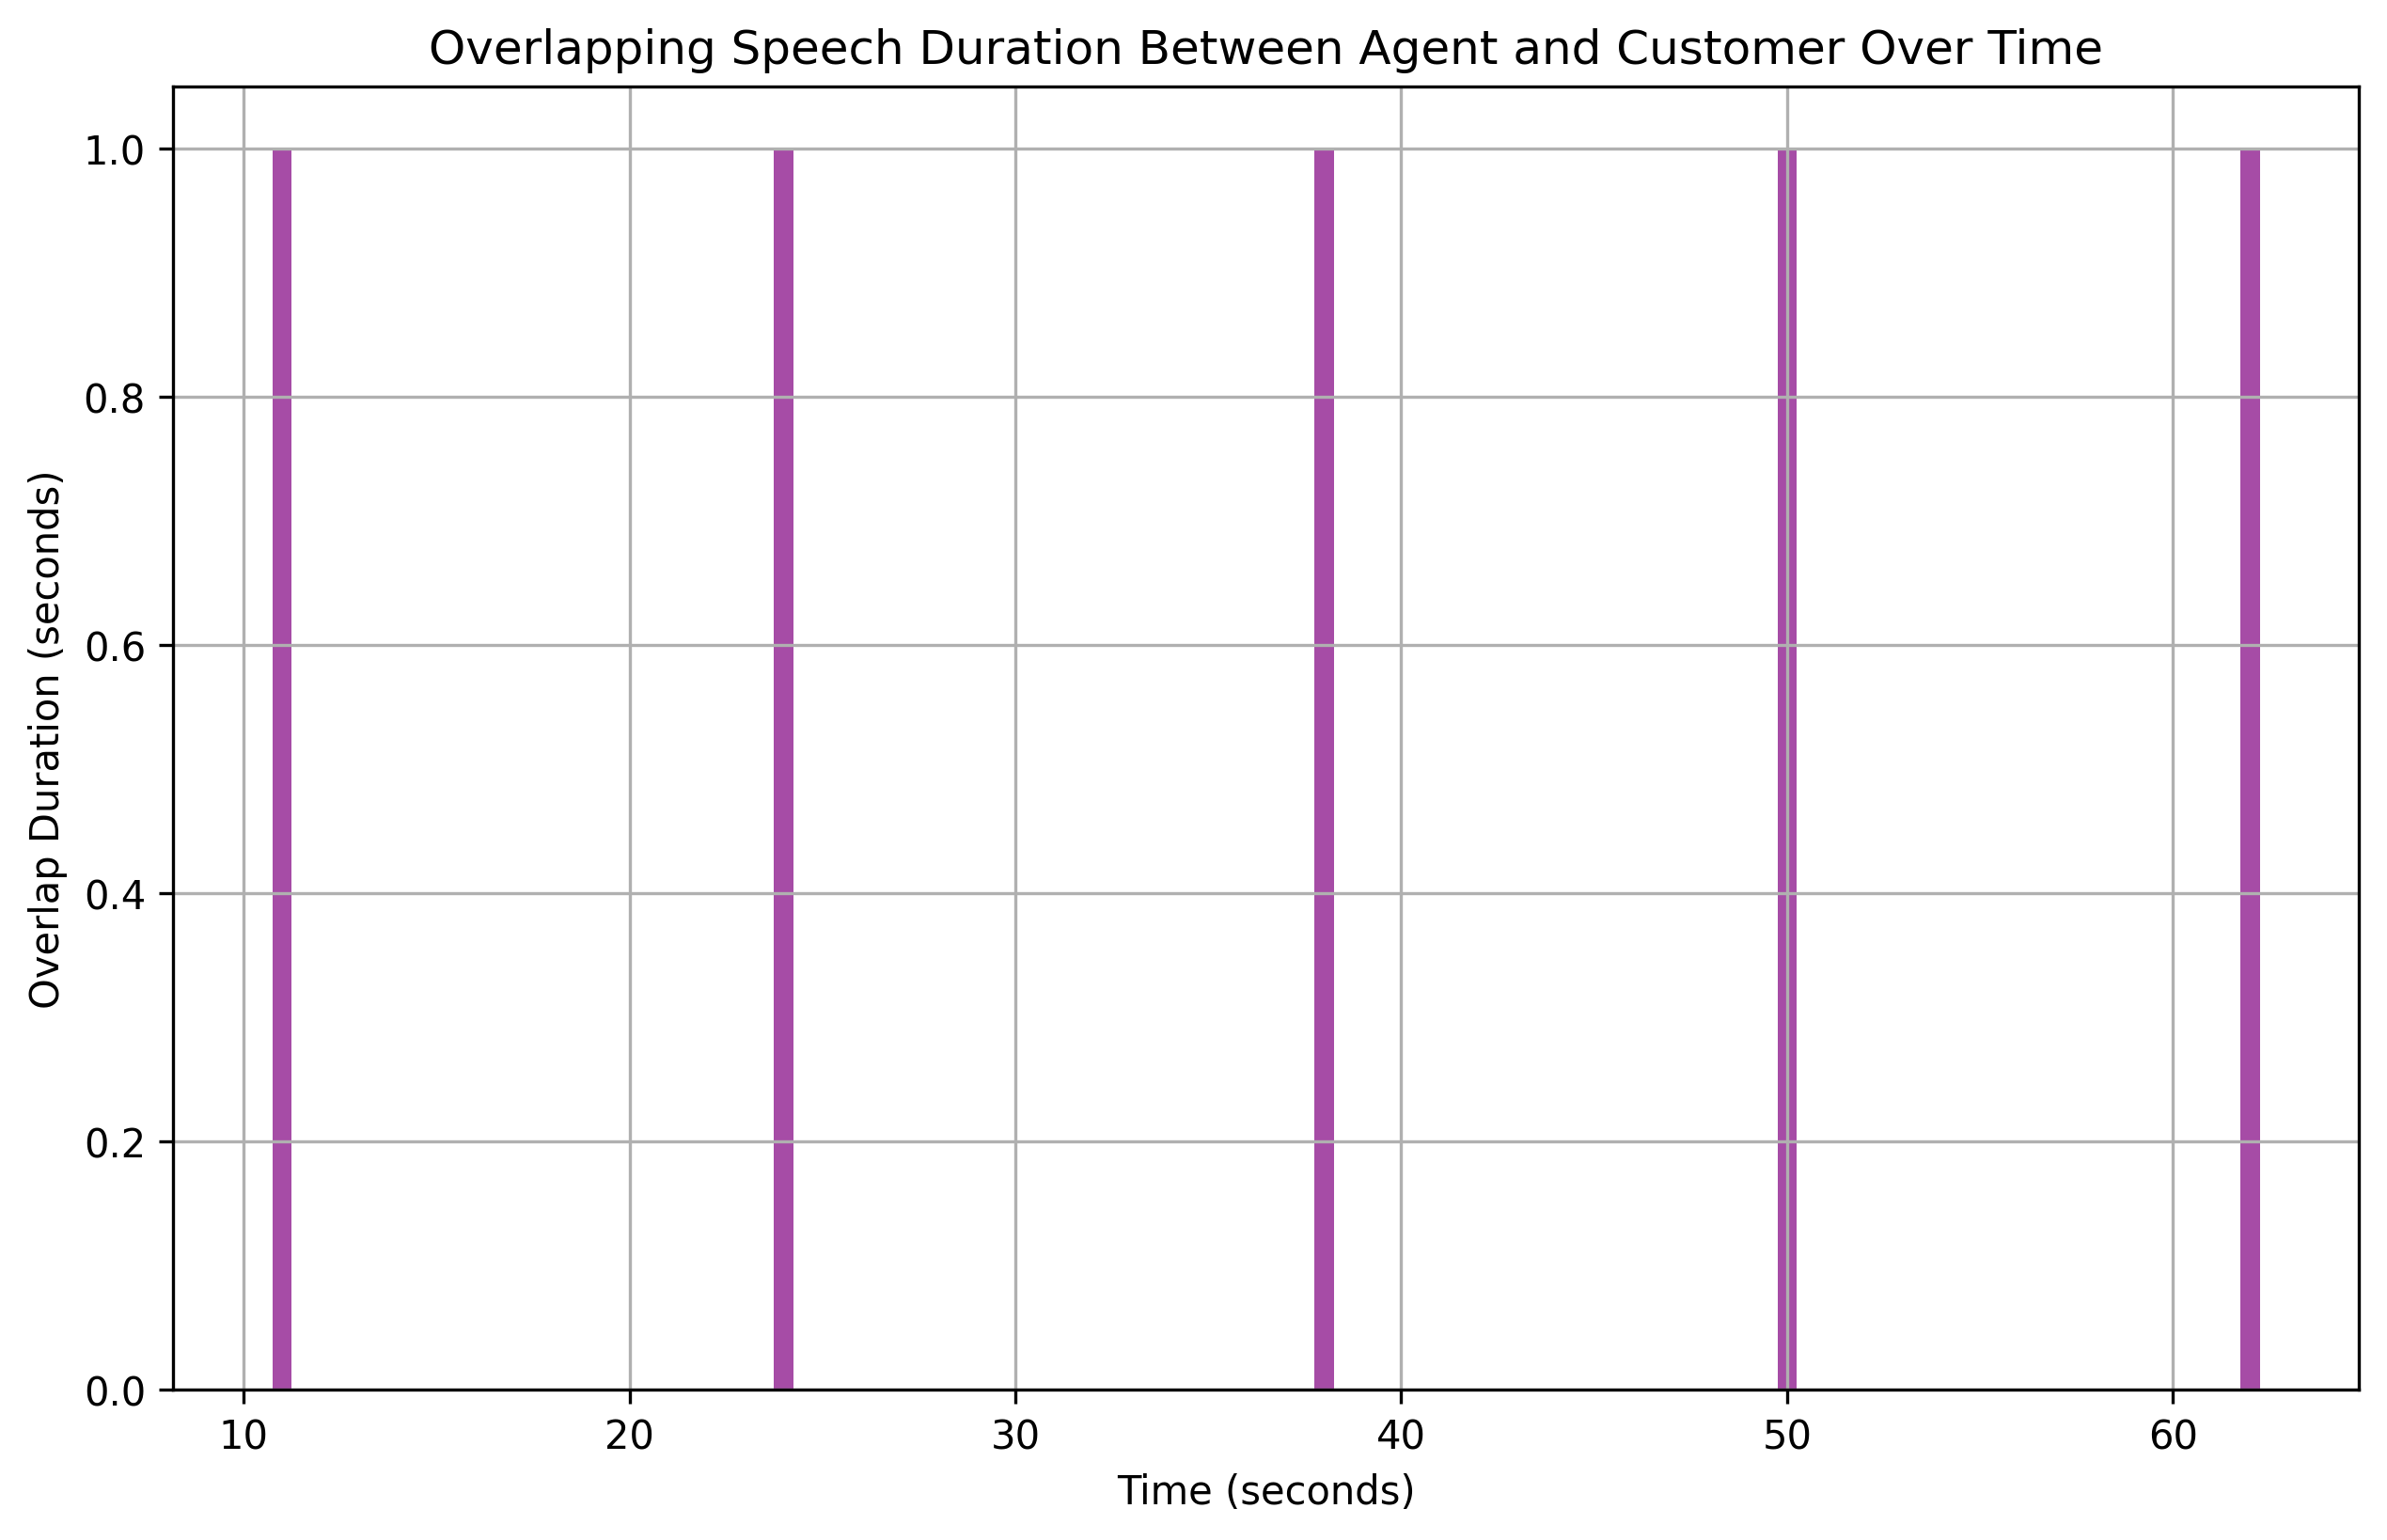 Overlapping Speech Duration Between Agent and Customer Over Time
Overlap Duration (seconds)
1.0
0.8
0.6
0.4
0.2
0.0
10 20 30 40 50 60
Time (seconds)